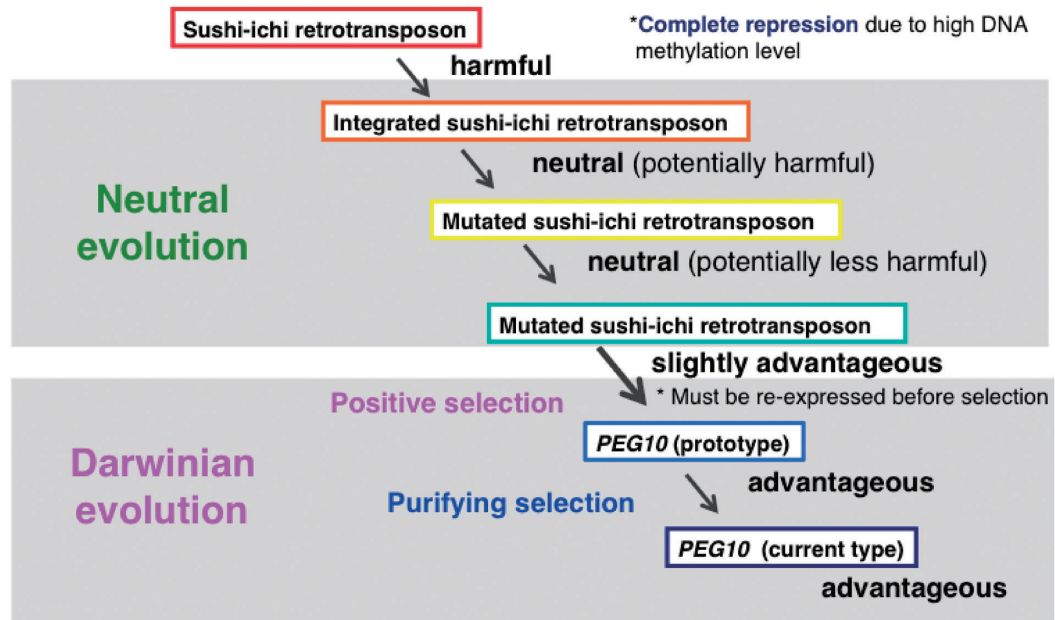 Sushi-ichi retrotransposon
*Complete repression due to high DNA
methylation level
harmful
Integrated sushi-ichi retrotransposon
neutral (potentially harmful)
Neutral
evolution
Mutated sushi-ichi retrotransposon
neutral (potentially less harmful)
Mutated sushi-ichi retrotransposon
slightly advantageous
* Must be re-expressed before selection
Positive selection
PEG10 (prototype)
Darwinian
evolution
advantageous
Purifying selection
PEG10 (current type)
advantageous